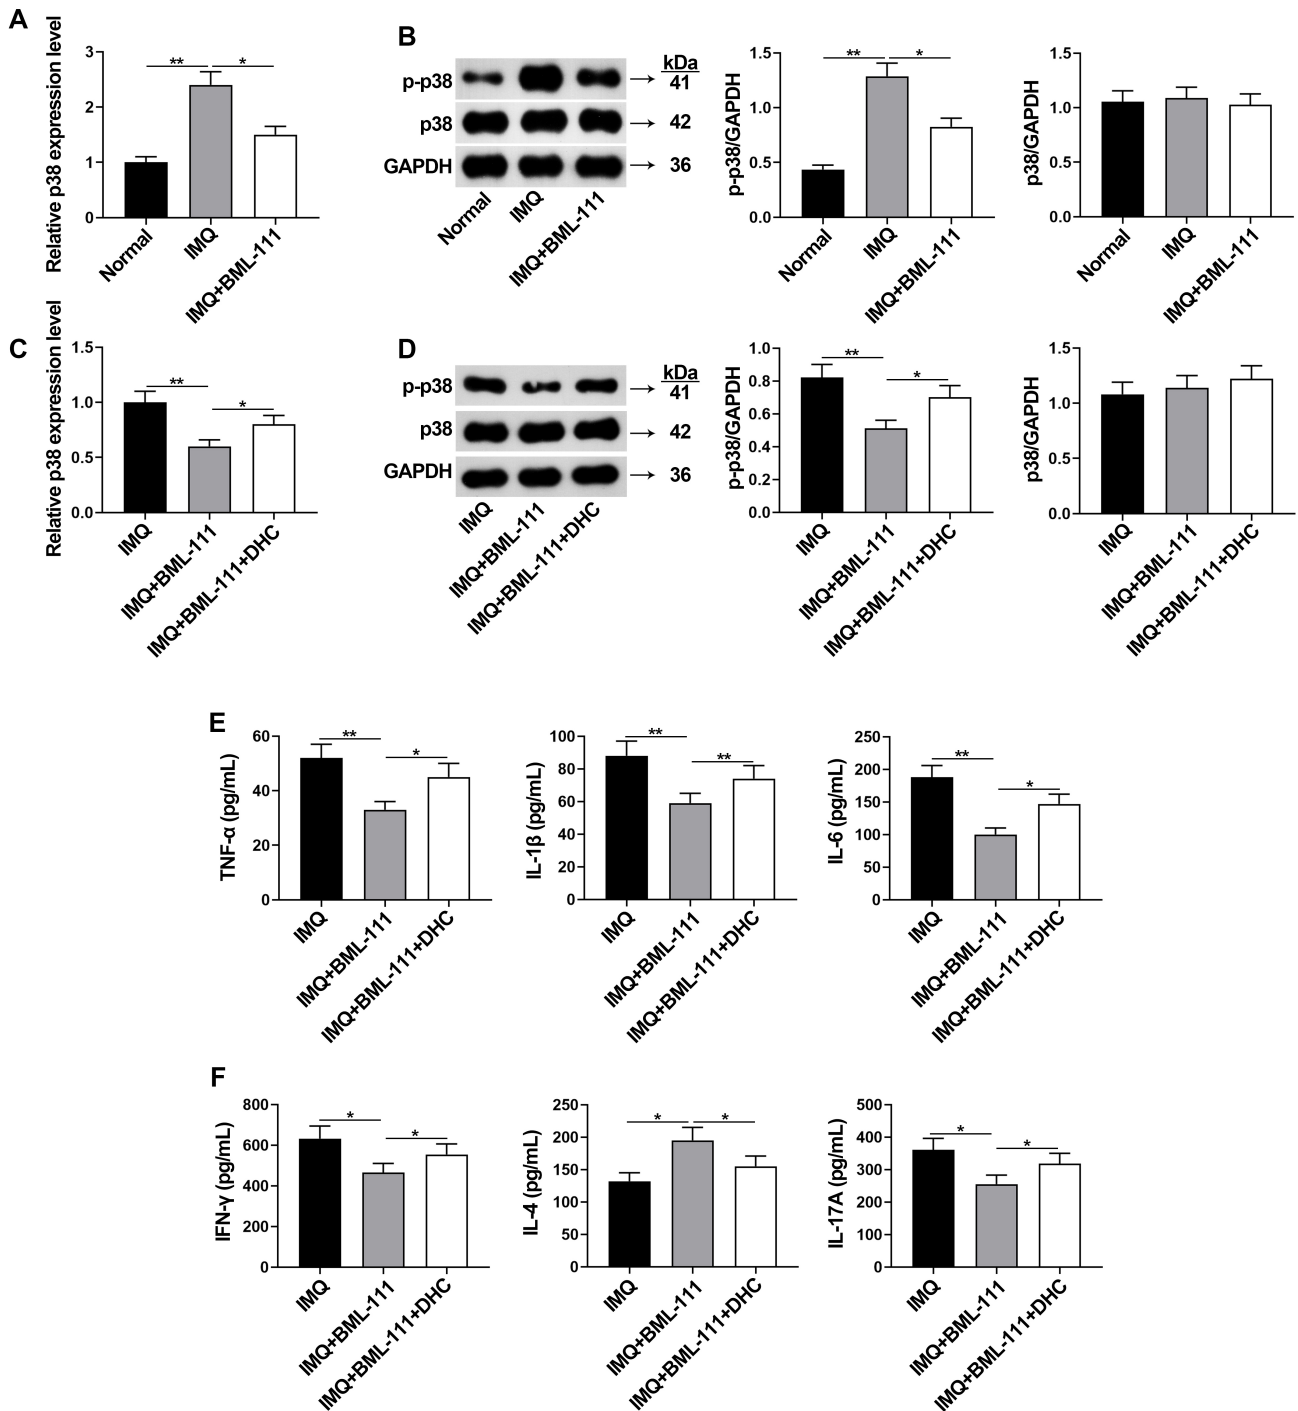 A
Relative p38 expression level
3
2
1
0
**
*
Normal
IMQ
IMQ+BML-111
B
kDa
p-p38
41
p38
42
GAPDH
36
Normal
IMQ
IMQ+BML-111
p-p38/GAPDH
1.5
1.0
0.5
0.0
**
*
Normal
IMQ
IMQ+BML-111
p38/GAPDH
1.5
1.0
0.5
0.0
Normal
IMQ
IMQ+BML-111
C
Relative p38 expression level
1.5
1.0
0.5
0.0
**
*
IMQ
IMQ+BML-111
IMQ+BML-111+DHC
D
kDa
p-p38
41
p38
42
GAPDH
36
IMQ
IMQ+BML-111
IMQ+BML-111+DHC
p-p38/GAPDH
1.0
0.8
0.6
0.4
0.2
0.0
**
*
IMQ
IMQ+BML-111
IMQ+BML-111+DHC
p38/GAPDH
1.5
1.0
0.5
0.0
IMQ
IMQ+BML-111
IMQ+BML-111+DHC
E
TNF-α (pg/mL)
60
40
20
0
**
*
IMQ
IMQ+BML-111
IMQ+BML-111+DHC
IL-1β (pg/mL)
100
80
60
40
20
0
**
**
IMQ
IMQ+BML-111
IMQ+BML-111+DHC
IL-6 (pg/mL)
250
200
150
100
50
0
**
*
IMQ
IMQ+BML-111
IMQ+BML-111+DHC
F
IFN-γ (pg/mL)
800
600
400
200
0
*
*
IMQ
IMQ+BML-111
IMQ+BML-111+DHC
IL-4 (pg/mL)
250
200
150
100
50
0
*
*
IMQ
IMQ+BML-111
IMQ+BML-111+DHC
IL-17A (pg/mL)
500
400
300
200
100
0
*
*
IMQ
IMQ+BML-111
IMQ+BML-111+DHC